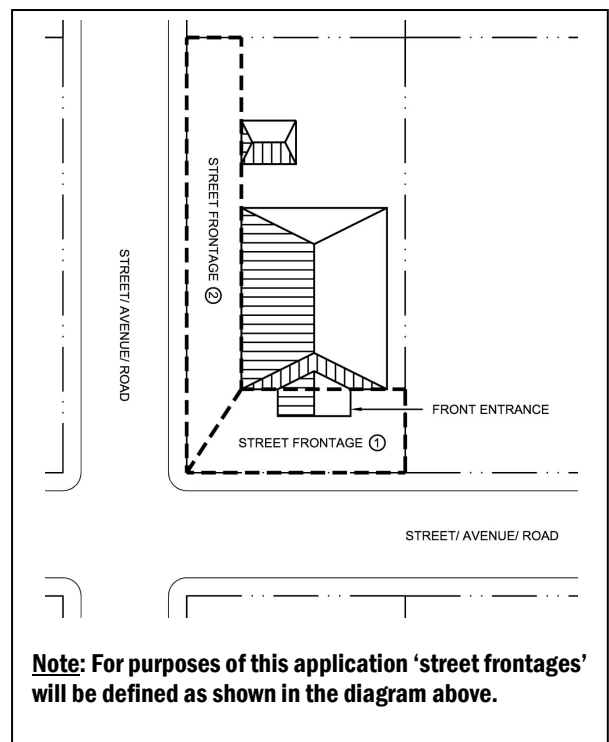 STREET FRONTAGE ②
STREET/ AVENUE/ ROAD
FRONT ENTRANCE
STREET FRONTAGE ①
STREET/ AVENUE/ ROAD
Note: For purposes of this application ‘street frontages’
will be defined as shown in the diagram above.